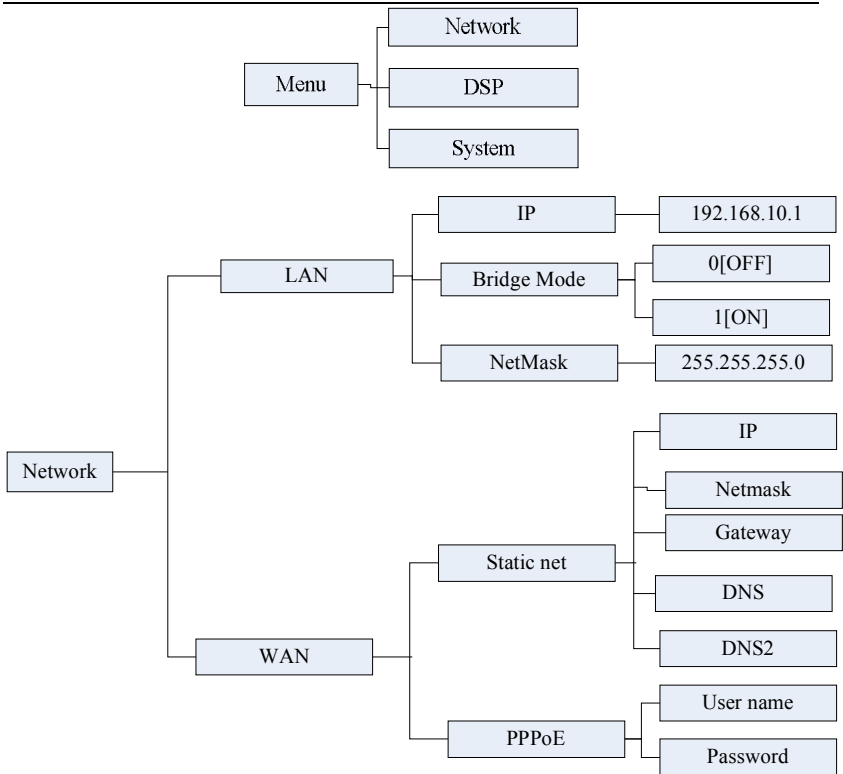 Network
Menu
DSP
System
IP
192.168.10.1
LAN
Bridge Mode
0[OFF]
1[ON]
NetMask
255.255.255.0
Network
IP
Netmask
Gateway
Static net
DNS
DNS2
WAN
User name
PPPoE
Password